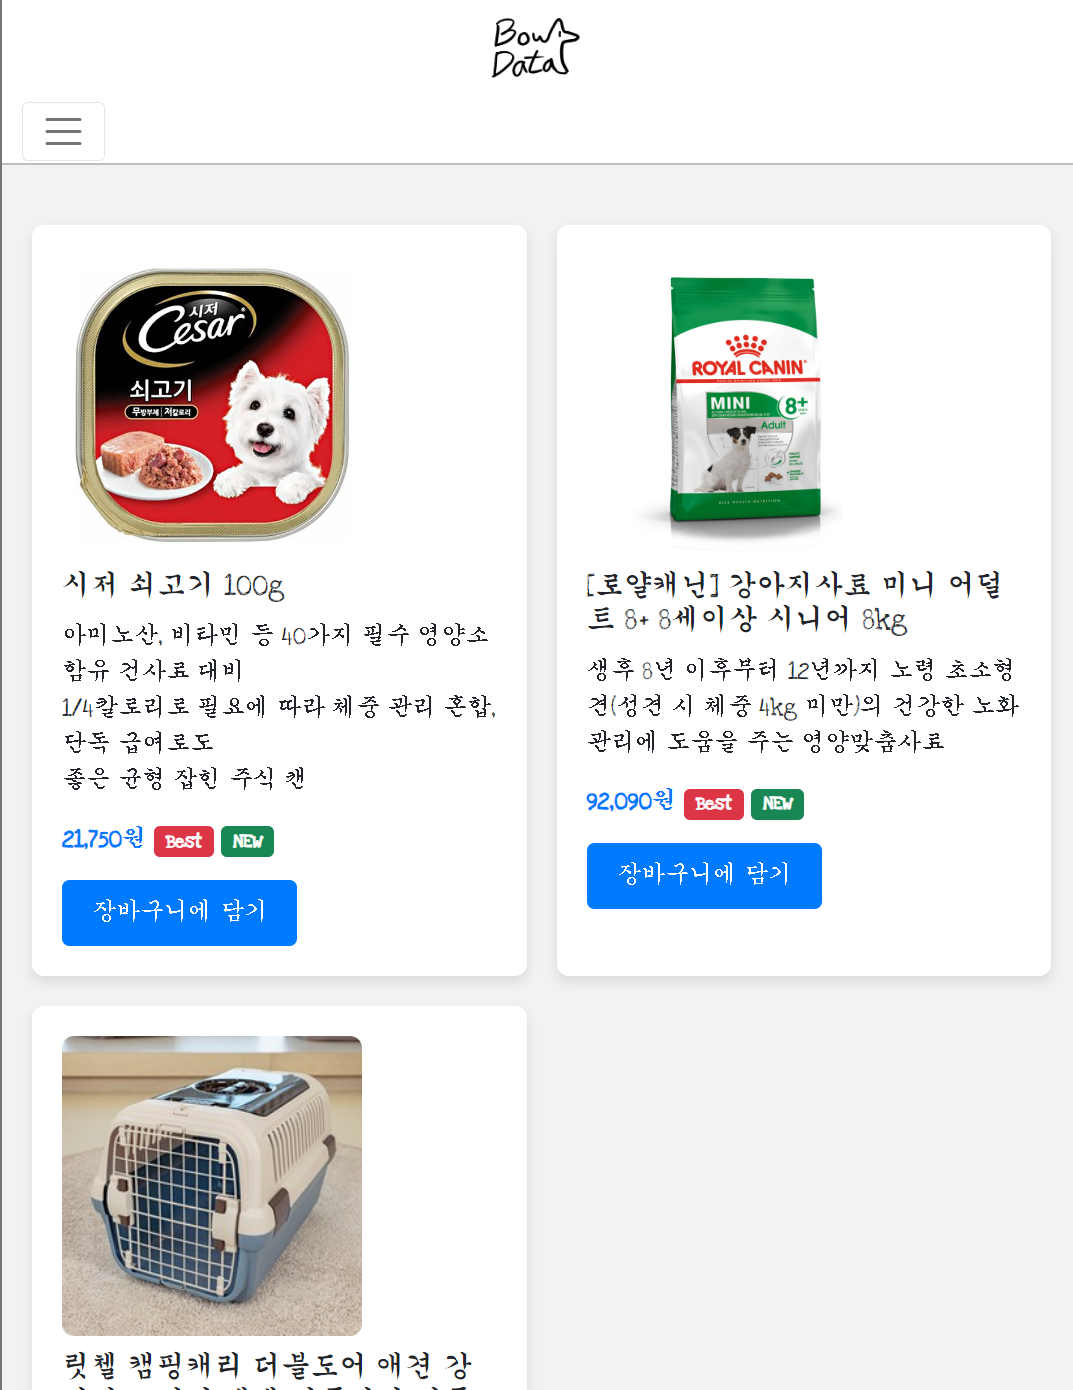 Bow
Data
시저
Cesar
쇠고기
무방부제 저칼로리
ROYAL CANIN
MINI
8+
Adult
시저 쇠고기 100g
아미노산, 비타민 등 40가지 필수 영양소
함유 건사료 대비
1/4칼로리로 필요에 따라 체중 관리 혼합,
단독 급여로도
좋은 균형 잡힌 주식 캔
21,750원 Best NEW
장바구니에 담기
[로얄캐닌] 강아지사료 미니 어덜
트 8+ 8세이상 시니어 8kg
생후 8년 이후부터 12년까지 노령 초소형
견(성견 시 체중 4kg 미만)의 건강한 노화
관리에 도움을 주는 영양맞춤사료
92,090원 Best NEW
장바구니에 담기
릿첼 캠핑캐리 더블도어 애견 강